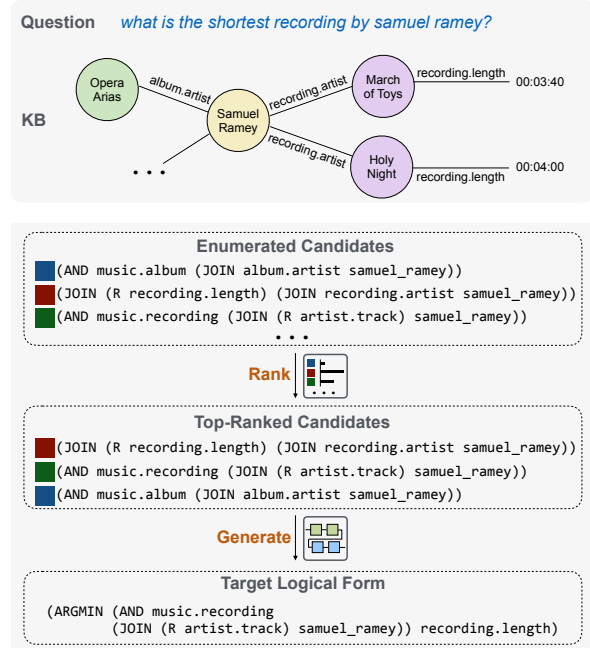 Question what is the shortest recording by samuel ramey?
KB
Opera
Arias
album.artist
Samuel
Ramey
recording.artist
March
of Toys
recording.length
00:03:40
recording.artist
Holy
Night
recording.length
00:04:00
• • •
Enumerated Candidates
(AND music.album (JOIN album.artist samuel_ramey))
(JOIN (R recording.length) (JOIN recording.artist samuel_ramey))
(AND music.recording (JOIN (R artist.track) samuel_ramey))
• • •
Rank
• • •
Top-Ranked Candidates
(JOIN (R recording.length) (JOIN recording.artist samuel_ramey))
(AND music.recording (JOIN (R artist.track) samuel_ramey))
(AND music.album (JOIN album.artist samuel_ramey))
Generate
Target Logical Form
(ARGMIN (AND music.recording
(JOIN (R artist.track) samuel_ramey)) recording.length)